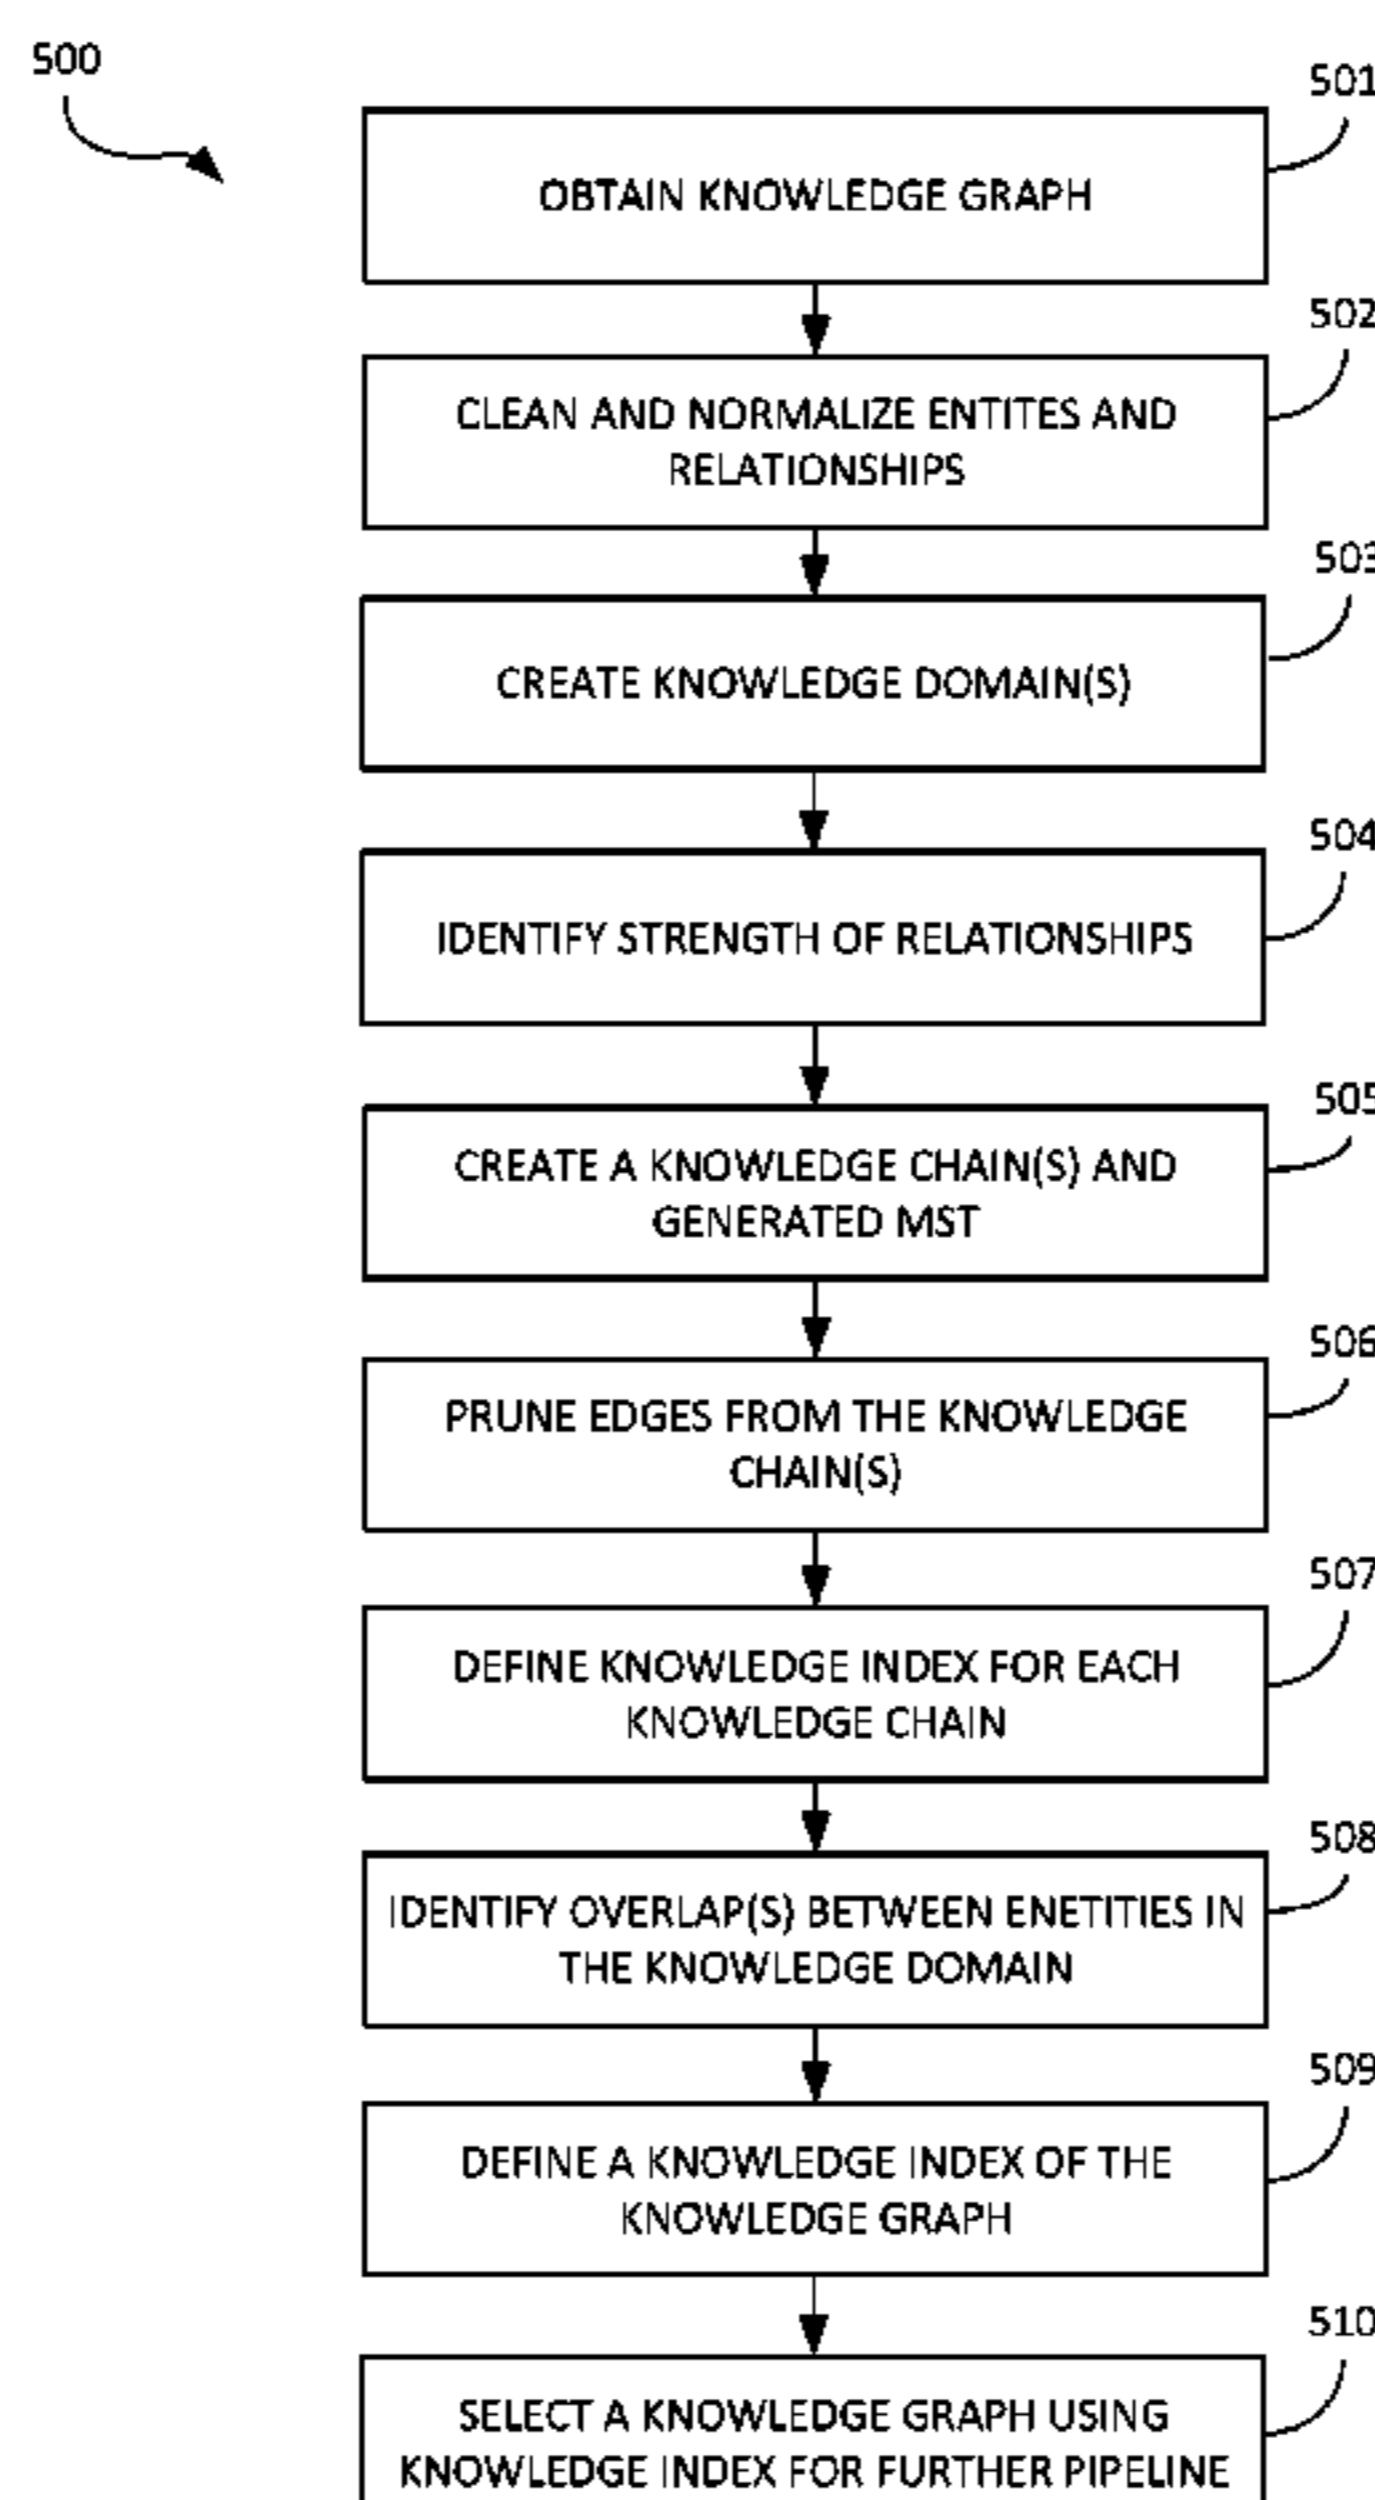 500
501
OBTAIN KNOWLEDGE GRAPH
502
CLEAN AND NORMALIZE ENTITES AND
RELATIONSHIPS
503
CREATE KNOWLEDGE DOMAIN(S)
504
IDENTIFY STRENGTH OF RELATIONSHIPS
505
CREATE A KNOWLEDGE CHAIN(S) AND
GENERATED MST
506
PRUNE EDGES FROM THE KNOWLEDGE
CHAIN(S)
507
DEFINE KNOWLEDGE INDEX FOR EACH
KNOWLEDGE CHAIN
508
IDENTIFY OVERLAP(S) BETWEEN ENETITIES IN
THE KNOWLEDGE DOMAIN
509
DEFINE A KNOWLEDGE INDEX OF THE
KNOWLEDGE GRAPH
510
SELECT A KNOWLEDGE GRAPH USING
KNOWLEDGE INDEX FOR FURTHER PIPELINE